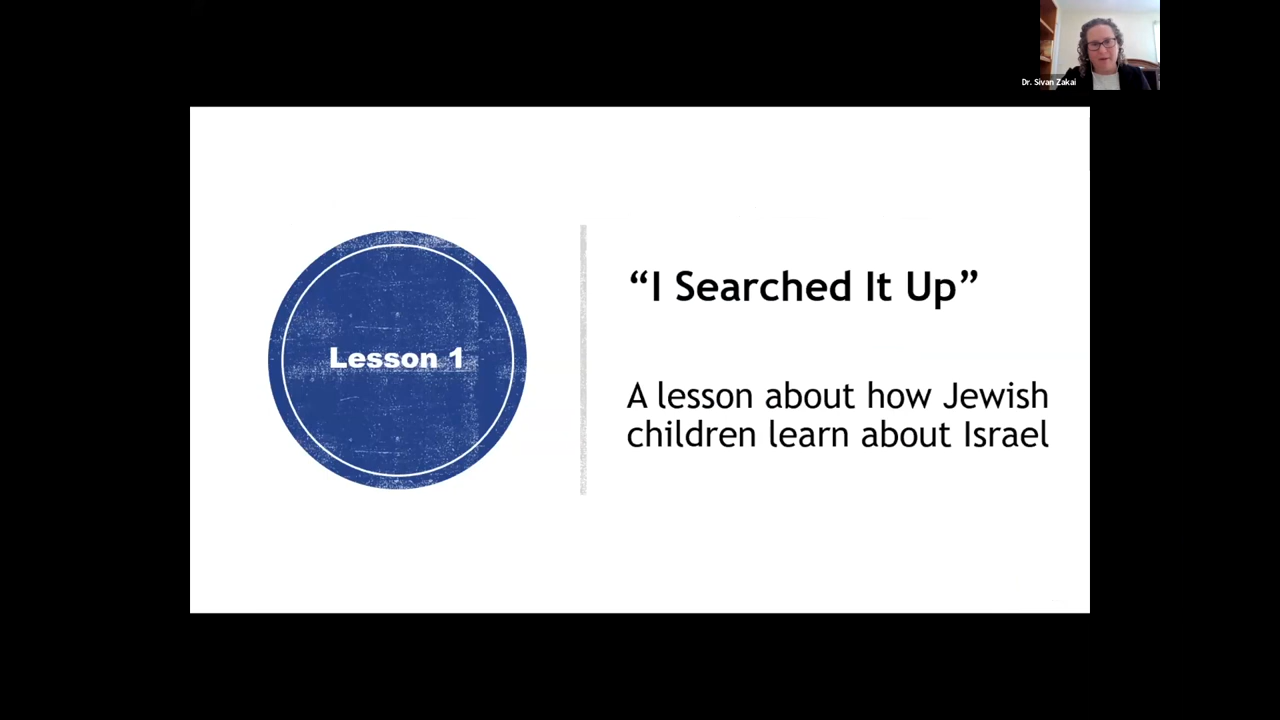 Dr. Sivan Zakai
Lesson 1
“I Searched It Up”
A lesson about how Jewish
children learn about Israel